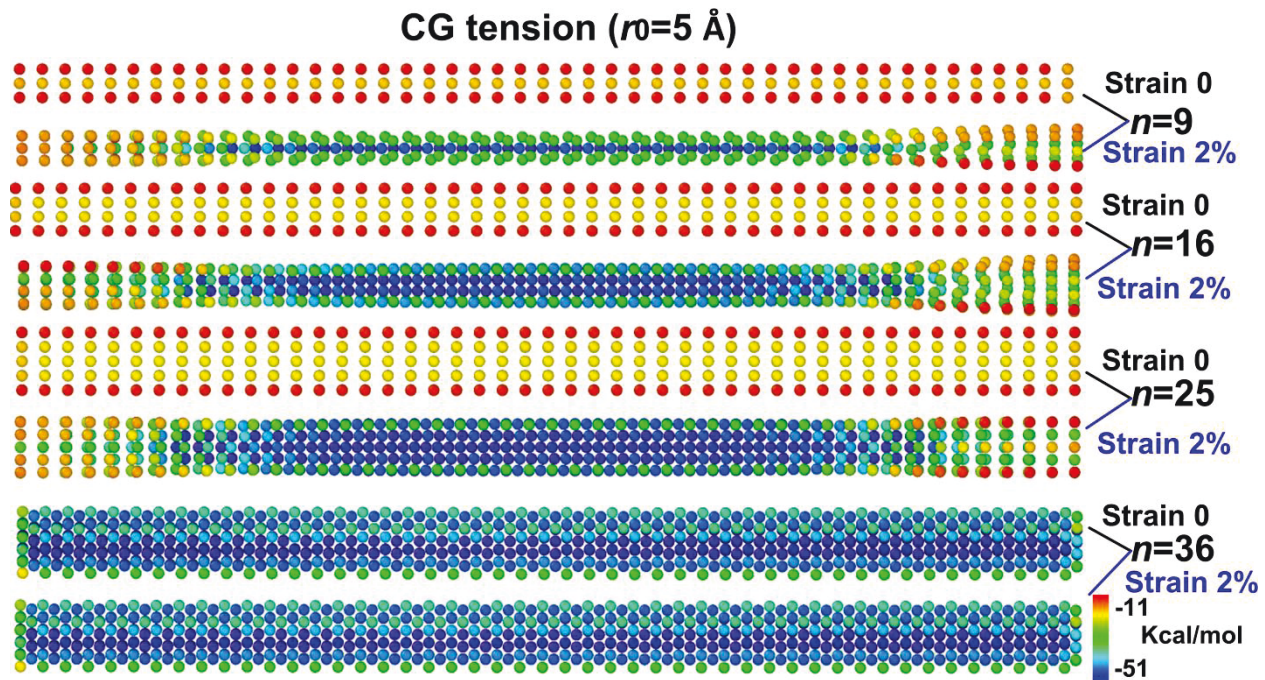 CG tension (r0=5 Å)
Strain 0
n=9
Strain 2%
Strain 0
n=16
Strain 2%
Strain 0
n=25
Strain 2%
Strain 0
n=36
Strain 2%
-11
Kcal/mol
-51